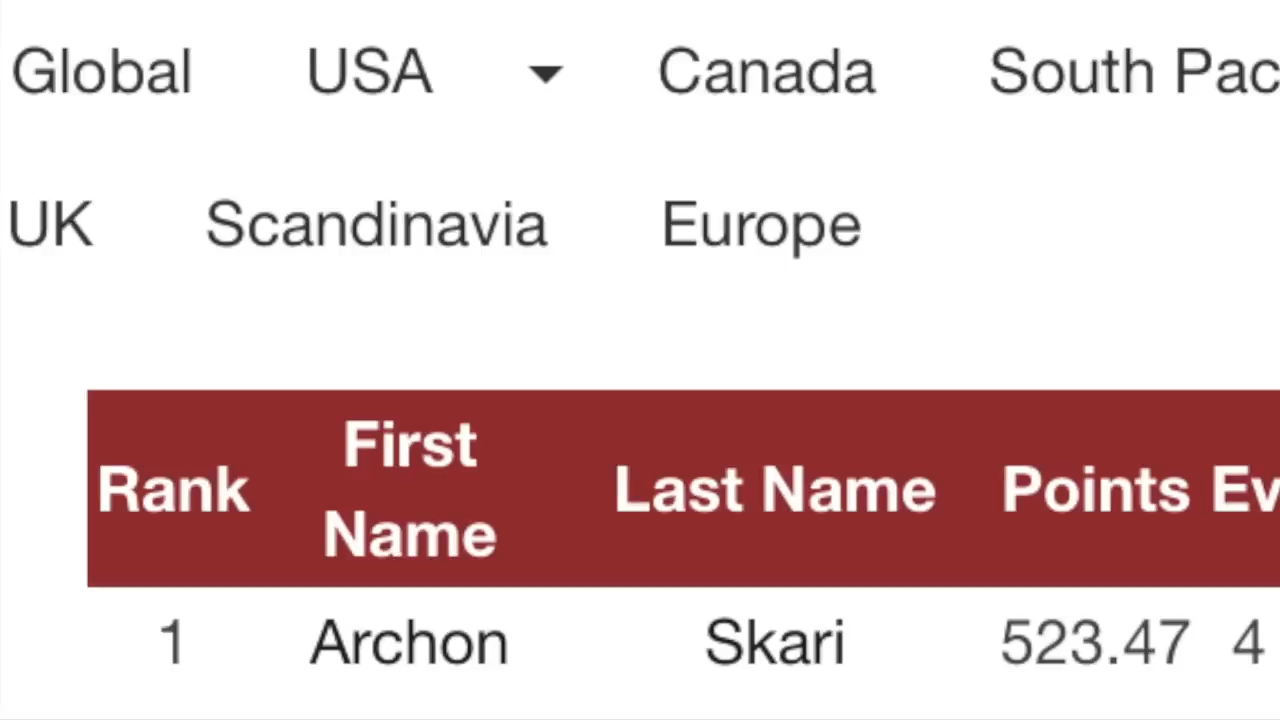 Global USA Canada South Pac
UK Scandinavia Europe
Rank First Name Last Name Points Ev
1 Archon Skari 523.47 4